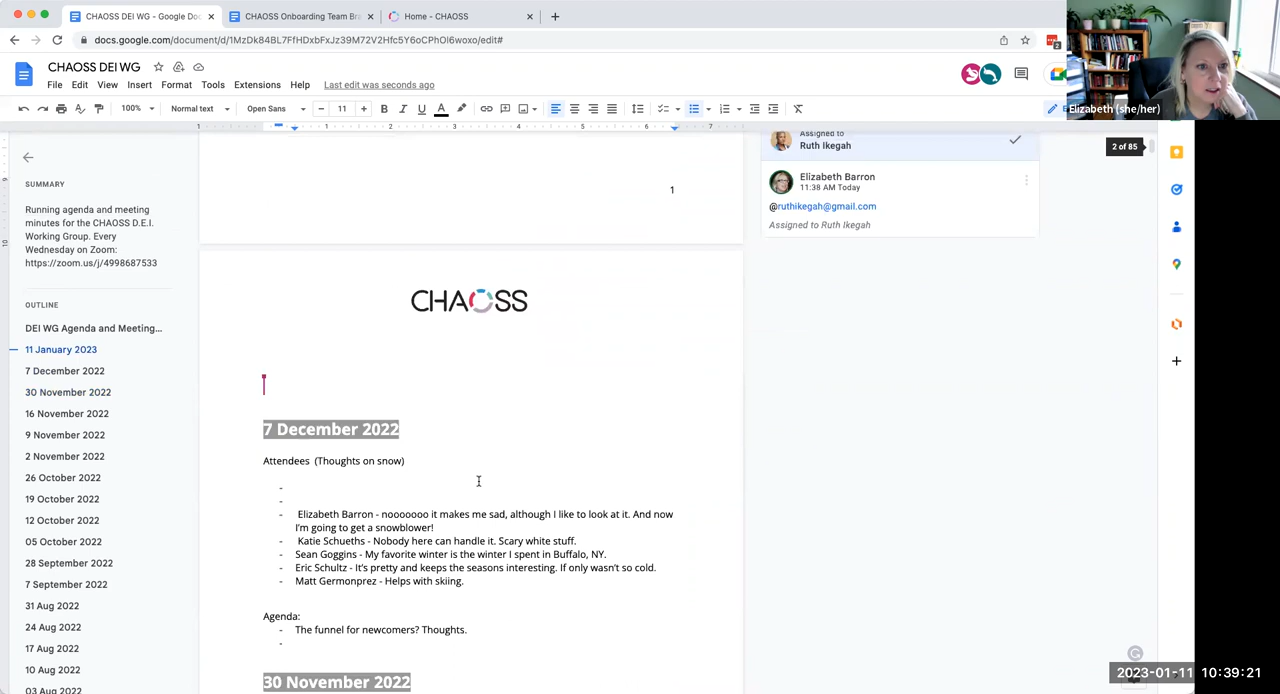 CHAOSS DEI WG - Google Doc
CHAOSS Onboarding Team Bra
Home - CHAOSS
docs.google.com/document/d/1MzDk84BL7FfHDxbFxJz39M72V2Hfc5Y6oDPhOl6woxo/edit#
2
CHAOSS DEI WG
File Edit View Insert Format Tools Extensions Help Last edit was seconds ago
100% Normal text Open Sans 11
Elizabeth (she/her)
1 1 2 3 4 5 6 7
SUMMARY
Running agenda and meeting
minutes for the CHAOSS D.E.I.
Working Group. Every
Wednesday on Zoom:
https://zoom.us/j/4998687533
OUTLINE
DEI WG Agenda and Meeting...
11 January 2023
7 December 2022
30 November 2022
16 November 2022
9 November 2022
2 November 2022
26 October 2022
19 October 2022
12 October 2022
05 October 2022
28 September 2022
7 September 2022
31 Aug 2022
24 Aug 2022
17 Aug 2022
10 Aug 2022
03 Aug 2022
1
CHAOSS
7 December 2022
Attendees (Thoughts on snow)
-
-
- Elizabeth Barron - nooooooo it makes me sad, although I like to look at it. And now
I'm going to get a snowblower!
- Katie Schueths - Nobody here can handle it. Scary white stuff.
- Sean Goggins - My favorite winter is the winter I spent in Buffalo, NY.
- Eric Schultz - It's pretty and keeps the seasons interesting. If only wasn't so cold.
- Matt Germonprez - Helps with skiing.
Agenda:
- The funnel for newcomers? Thoughts.
-
30 November 2022
Assigned to
Ruth Ikegah
Elizabeth Barron
11:38 AM Today
@ruthikegah@gmail.com
Assigned to Ruth Ikegah
2 of 85
2023-01-11 10:39:21